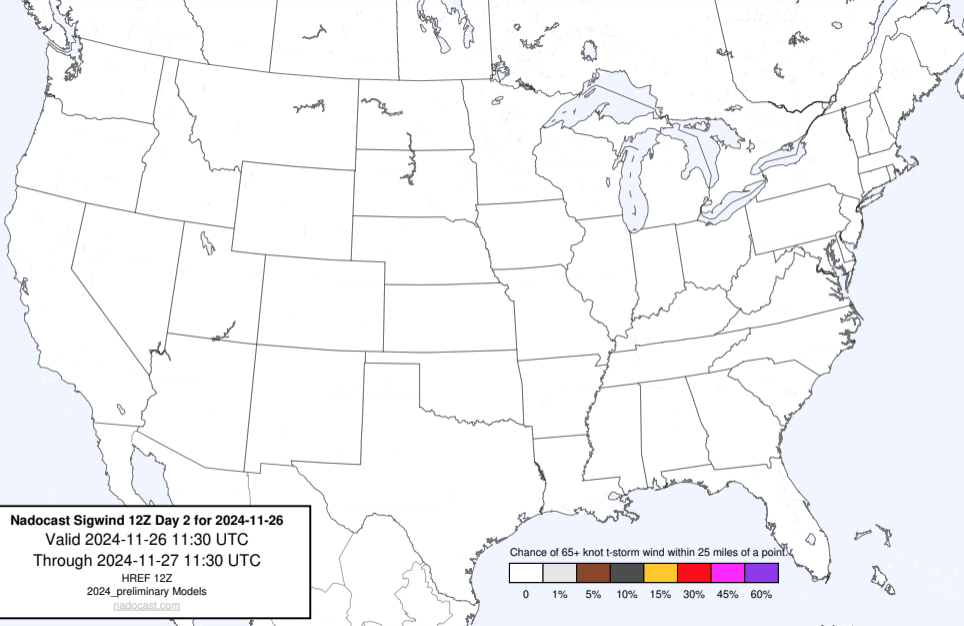 Nadocast Sigwind 12Z Day 2 for 2024-11-26
Valid 2024-11-26 11:30 UTC
Through 2024-11-27 11:30 UTC
HREF 12Z
2024_preliminary Models
nadocast.com
Chance of 65+ knot t-storm wind within 25 miles of a point.
0 1% 5% 10% 15% 30% 45% 60%